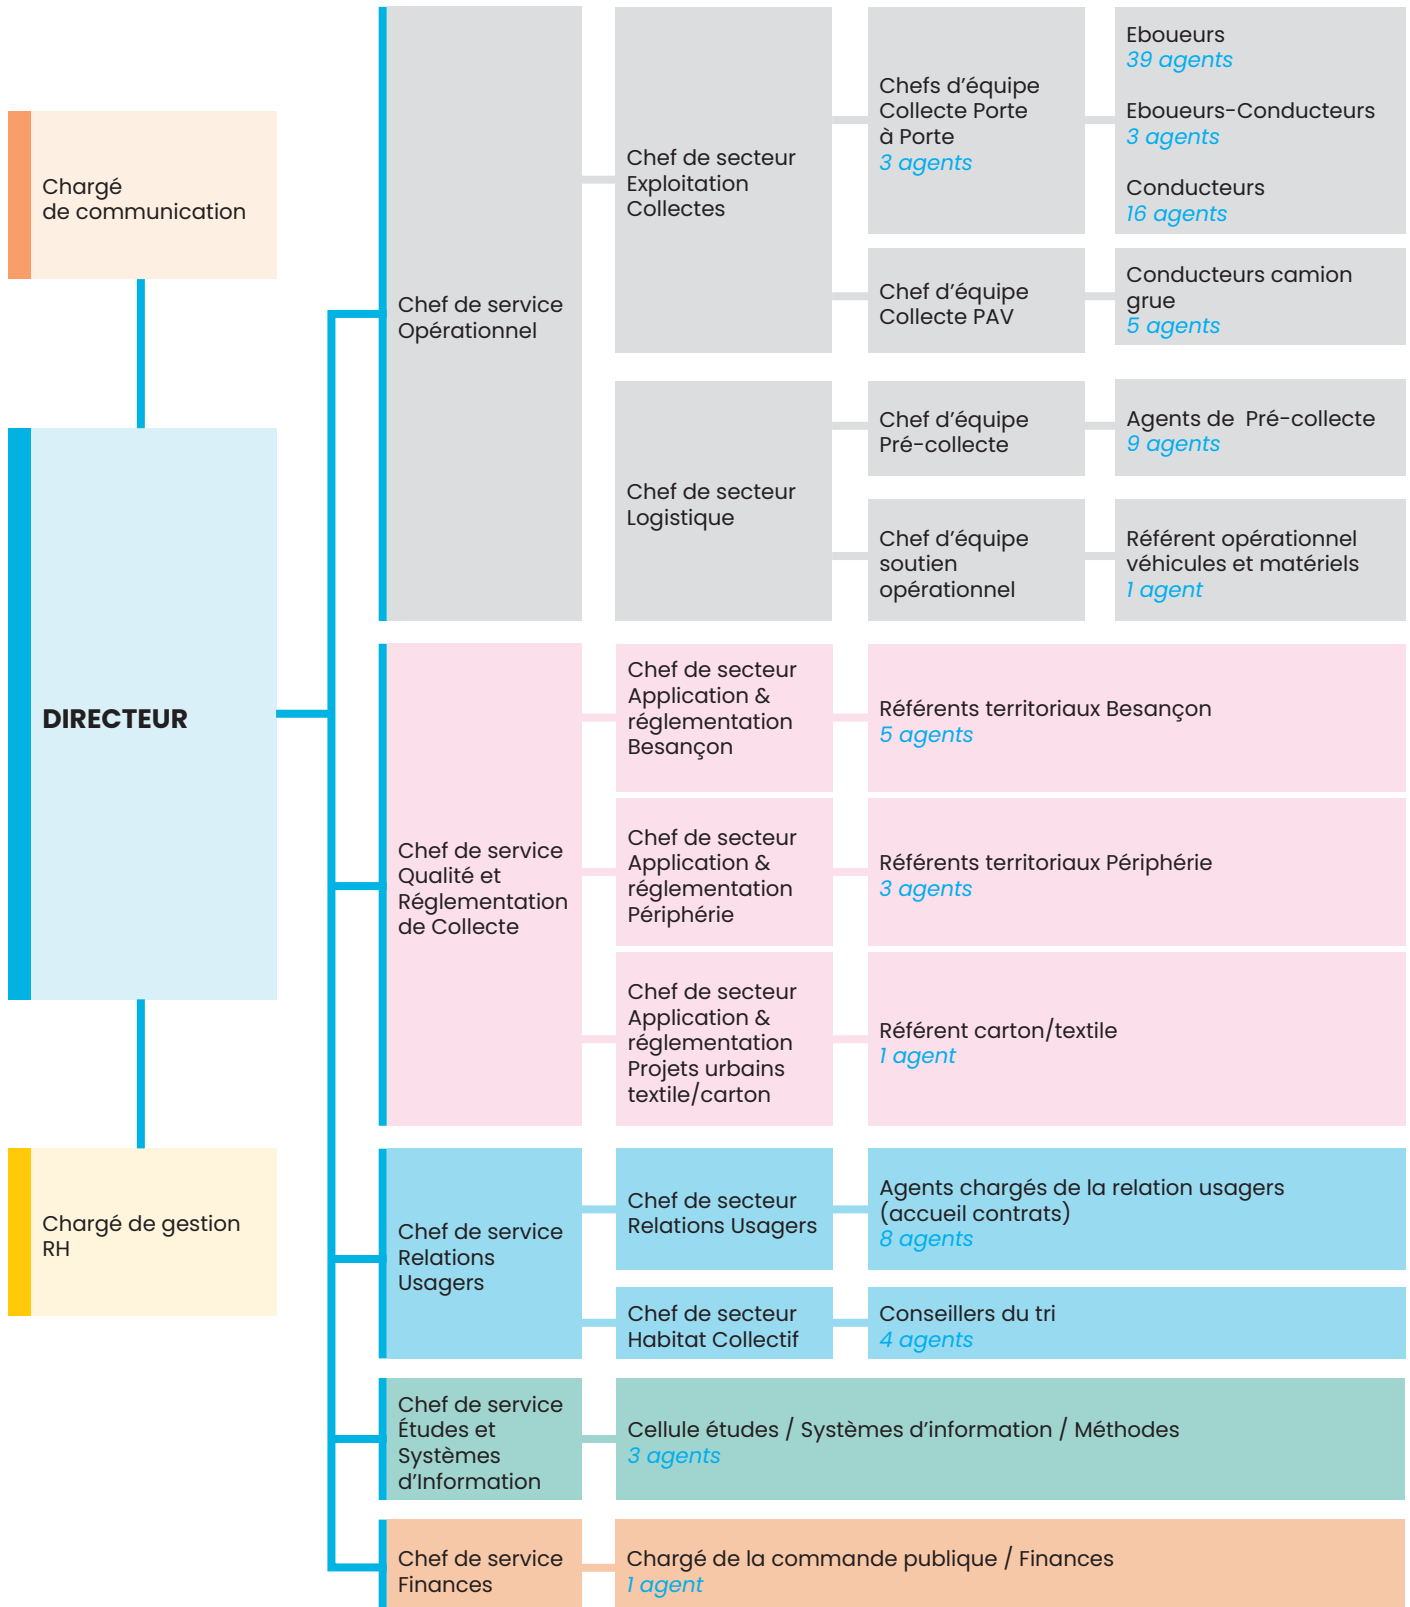 Chargé
de communication
DIRECTEUR
Chargé de gestion
RH
Chef de service
Opérationnel
Chef de secteur
Exploitation
Collectes
Chefs d'équipe
Collecte Porte
à Porte
3 agents
Eboueurs
39 agents
Eboueurs-Conducteurs
3 agents
Conducteurs
16 agents
Chef d'équipe
Collecte PAV
Conducteurs camion
grue
5 agents
Chef de secteur
Logistique
Chef d'équipe
Pré-collecte
Agents de Pré-collecte
9 agents
Chef d'équipe
soutien
opérationnel
Référent opérationnel
véhicules et matériels
1 agent
Chef de service
Qualité et
Réglementation
de Collecte
Chef de secteur
Application &
réglementation
Besançon
Référents territoriaux Besançon
5 agents
Chef de secteur
Application &
réglementation
Périphérie
Référents territoriaux Périphérie
3 agents
Chef de secteur
Application &
réglementation
Projets urbains
textile/carton
Référent carton/textile
1 agent
Chef de service
Relations
Usagers
Chef de secteur
Relations Usagers
Agents chargés de la relation usagers
(accueil contrats)
8 agents
Chef de secteur
Habitat Collectif
Conseillers du tri
4 agents
Chef de service
Études et
Systèmes
d'Information
Cellule études / Systèmes d'information / Méthodes
3 agents
Chef de service
Finances
Chargé de la commande publique / Finances
1 agent